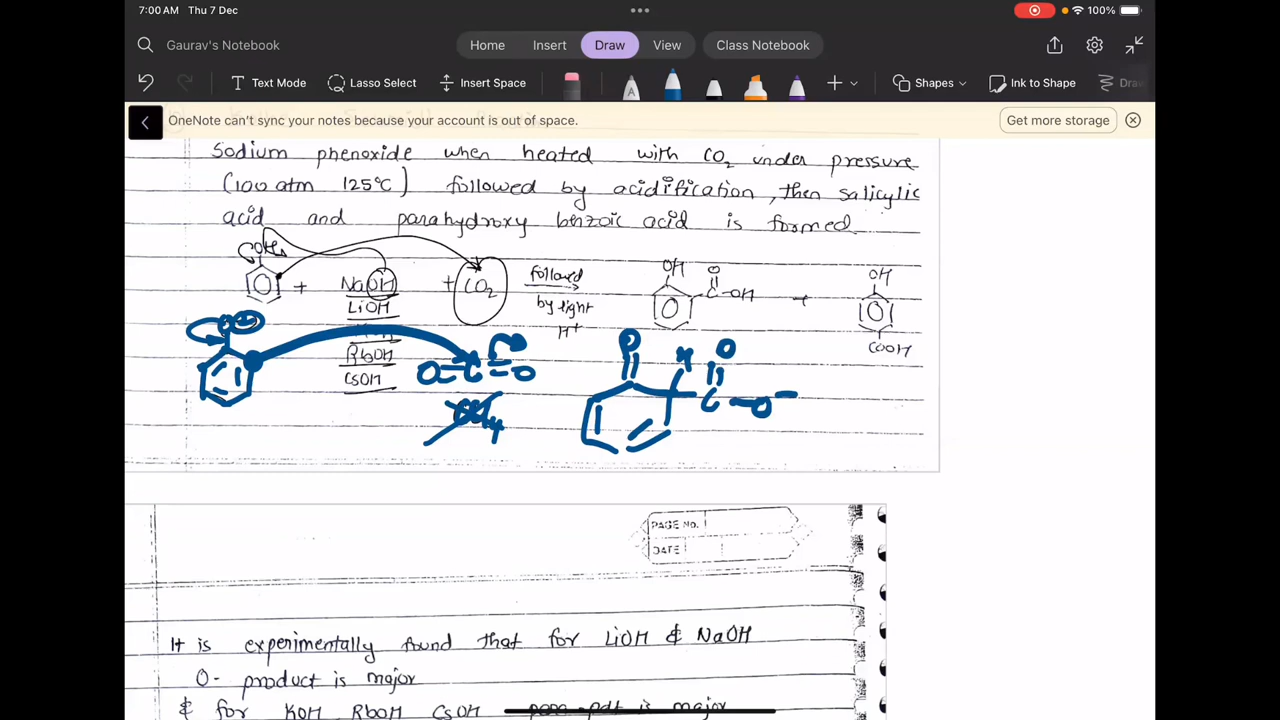 7:00 AM Thu 7 Dec
100%
Gaurav's Notebook
Home Insert Draw View Class Notebook
Text Mode Lasso Select Insert Space
Shapes Ink to Shape
OneNote can't sync your notes because your account is out of space. Get more storage
Sodium phenoxide when heated with CO2 under pressure
(100 atm 125°C) followed by acidification, then salicylic
acid and parahydroxy benzoic acid is formed
+ NaOH + CO2 followed OH O C-OH + OH
LiOH by light
H+
RbOH COOH
CsOH
O=C=O
O H O
C-O-
PAGE NO.
DATE
It is experimentally found that for LiOH & NaOH
O- product is major
& for KOH RbOH CsOH para-pdt is major